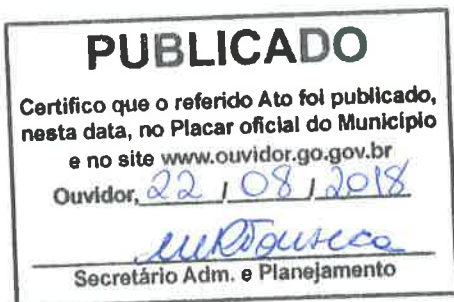 PUBLICADO
Certifico que o referido Ato foi publicado,
nesta data, no Placar oficial do Município
e no site www.ouvidor.go.gov.br
Ouvidor, 22 / 08 / 2018
Secretário Adm. e Planejamento